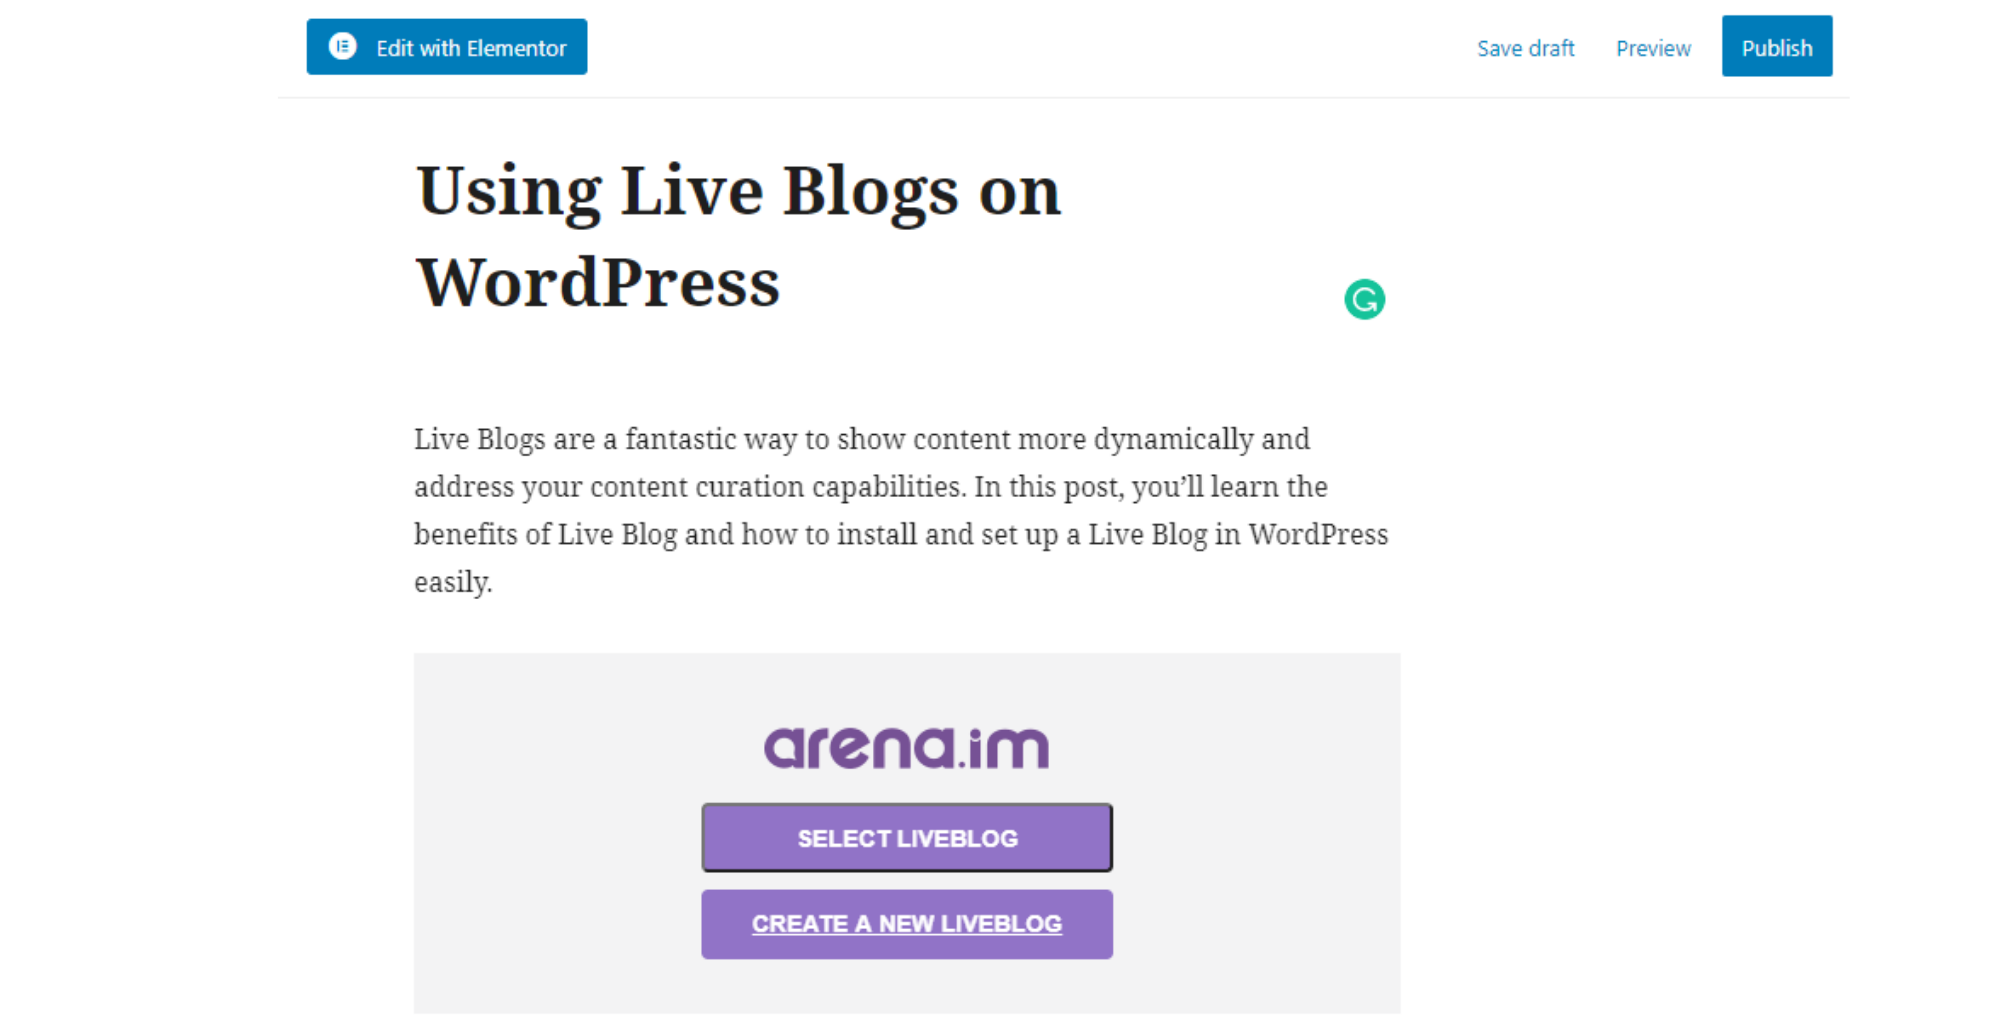 Edit with Elementor
Save draft
Preview
Publish
Using Live Blogs on
WordPress
Live Blogs are a fantastic way to show content more dynamically and
address your content curation capabilities. In this post, you’ll learn the
benefits of Live Blog and how to install and set up a Live Blog in WordPress
easily.
arena.im
SELECT LIVEBLOG
CREATE A NEW LIVEBLOG